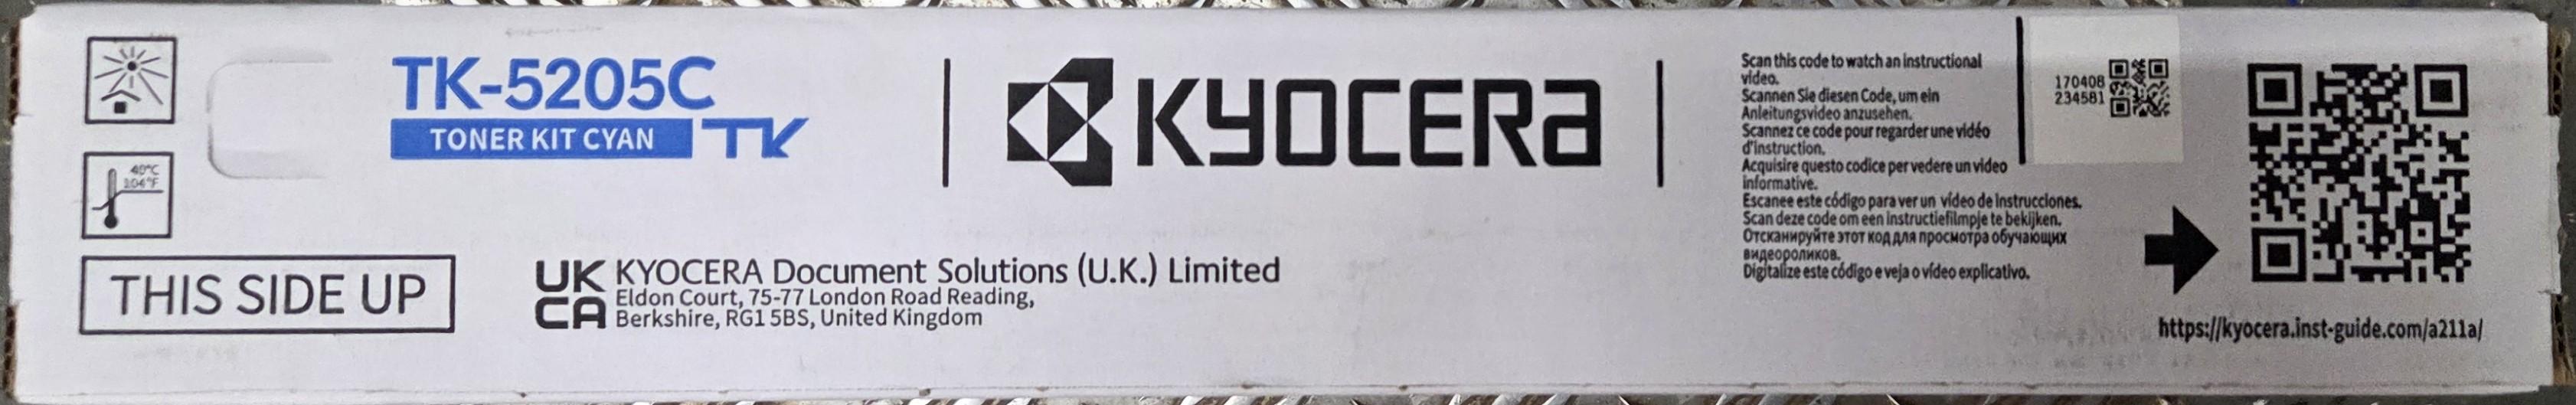 40°C
104°F
THIS SIDE UP
TK-5205C
TONER KIT CYAN TK
UK
CA
KYOCERA Document Solutions (U.K.) Limited
Eldon Court, 75-77 London Road Reading,
Berkshire, RG1 5BS, United Kingdom
KYOCERA
Scan this code to watch an instructional
video.
Scannen Sie diesen Code, um ein
Anleitungsvideo anzusehen.
Scannez ce code pour regarder une vidéo
d'instruction.
Acquisire questo codice per vedere un video
informative.
Escanee este código para ver un vídeo de instrucciones.
Scan deze code om een instructiefilmpje te bekijken.
Отсканируйте этот код для просмотра обучающих
видеороликов.
Digitalize este código e veja o vídeo explicativo.
170408
234581
https://kyocera.inst-guide.com/a211a/